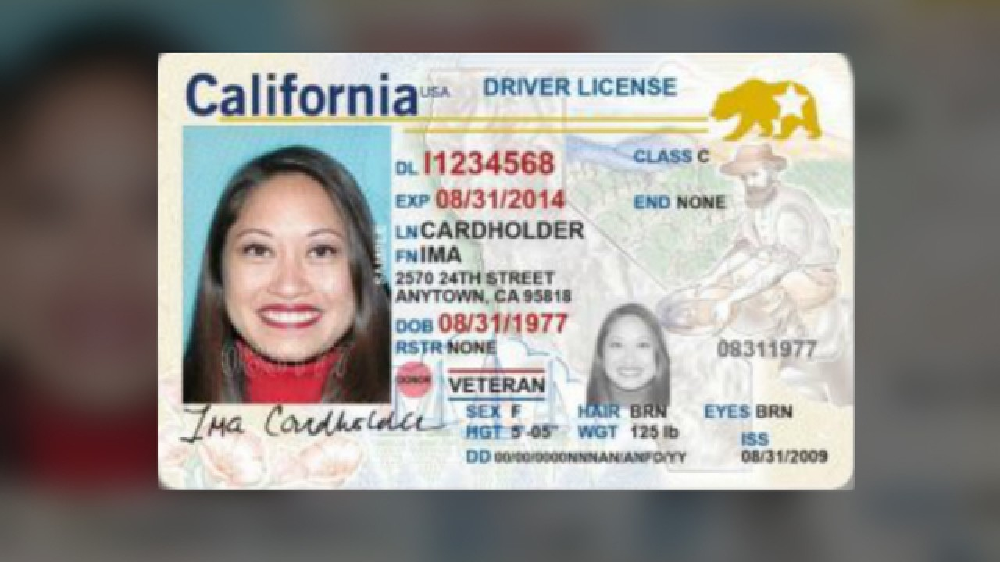 California USA DRIVER LICENSE
DL I1234568 CLASS C
EXP 08/31/2014 END NONE
LN CARDHOLDER
FN IMA
2570 24TH STREET
ANYTOWN, CA 95818
DOB 08/31/1977
RSTR NONE 08311977
DONOR VETERAN
SEX F HAIR BRN EYES BRN
HGT 5'-05" WGT 125 lb ISS
DD 00/00/0000NNNAN/ANFD/YY 08/31/2009
Ima Cardholder